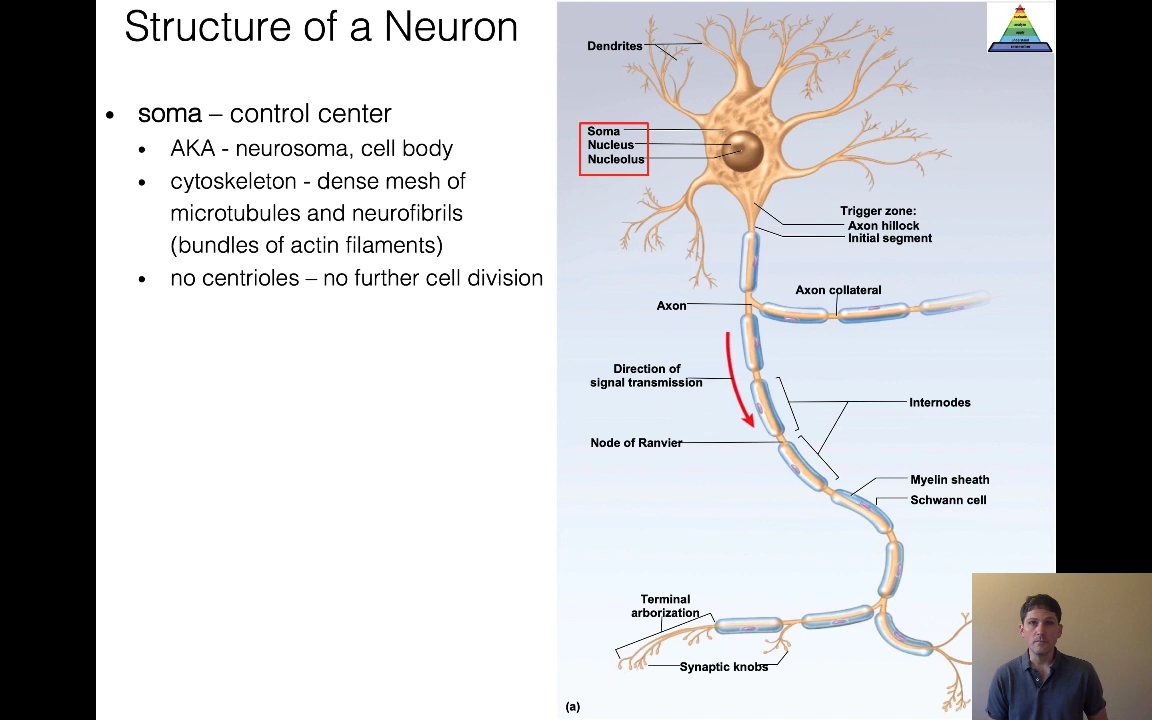 Structure of a Neuron
• soma – control center
• AKA - neurosoma, cell body
• cytoskeleton - dense mesh of
microtubules and neurofibrils
(bundles of actin filaments)
• no centrioles – no further cell division
Dendrites
Soma
Nucleus
Nucleolus
Trigger zone:
Axon hillock
Initial segment
Axon collateral
Axon
Direction of
signal transmission
Internodes
Node of Ranvier
Myelin sheath
Schwann cell
Terminal
arborization
Synaptic knobs
(a)